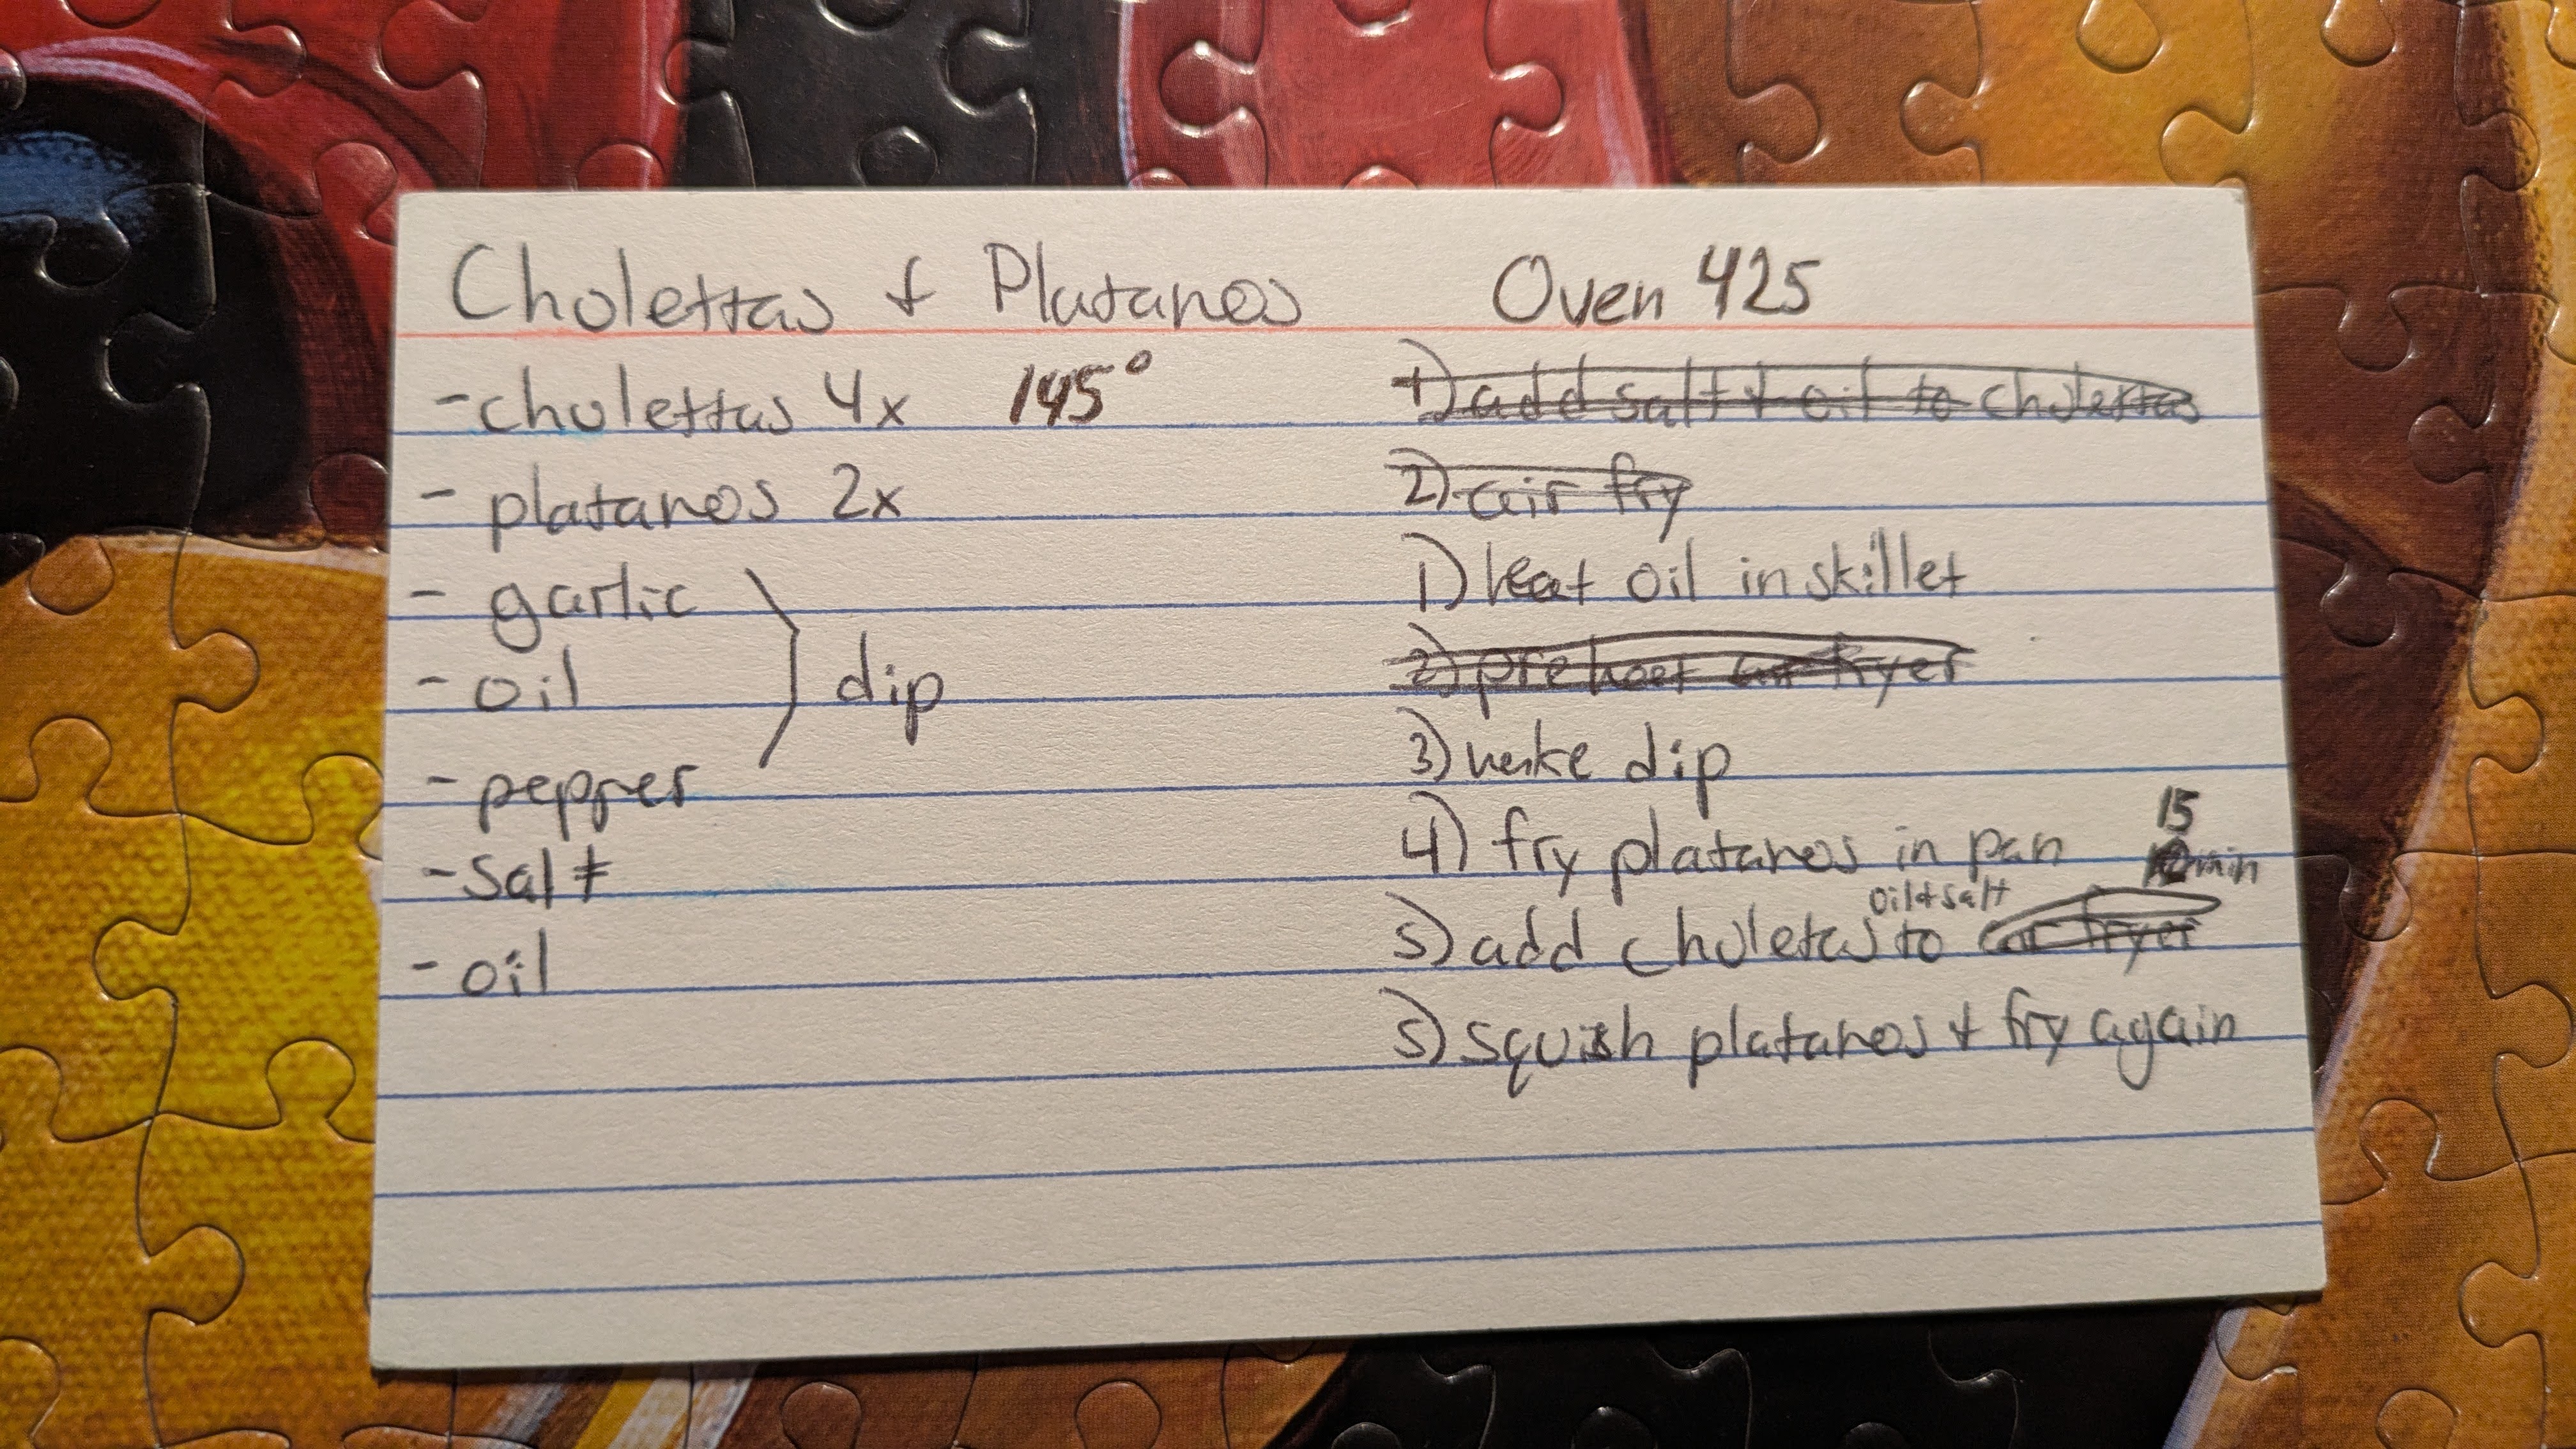 Cholettas & Platanos
- cholettas 4x 145°
- platanos 2x
- garlic
- oil
dip
- pepper
- salt
- oil
Oven 425
1) add salt & oil to cholettas
2) air fry
1) heat oil in skillet
2) preheat air fryer
3) make dip
15
4) fry platanos in pan min
oil & salt
5) add choletas to air fryer
5) squish platanos & fry again